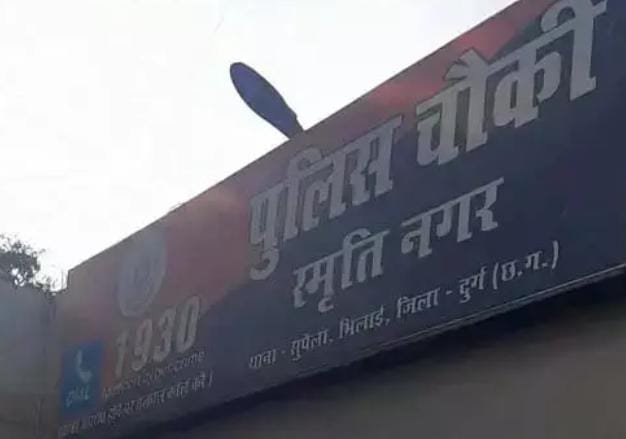 पुलिस चौकी
स्मृति नगर
थाना - सुपेला, भिलाई, जिला - दुर्ग (छ.ग.)
1930
DIAL